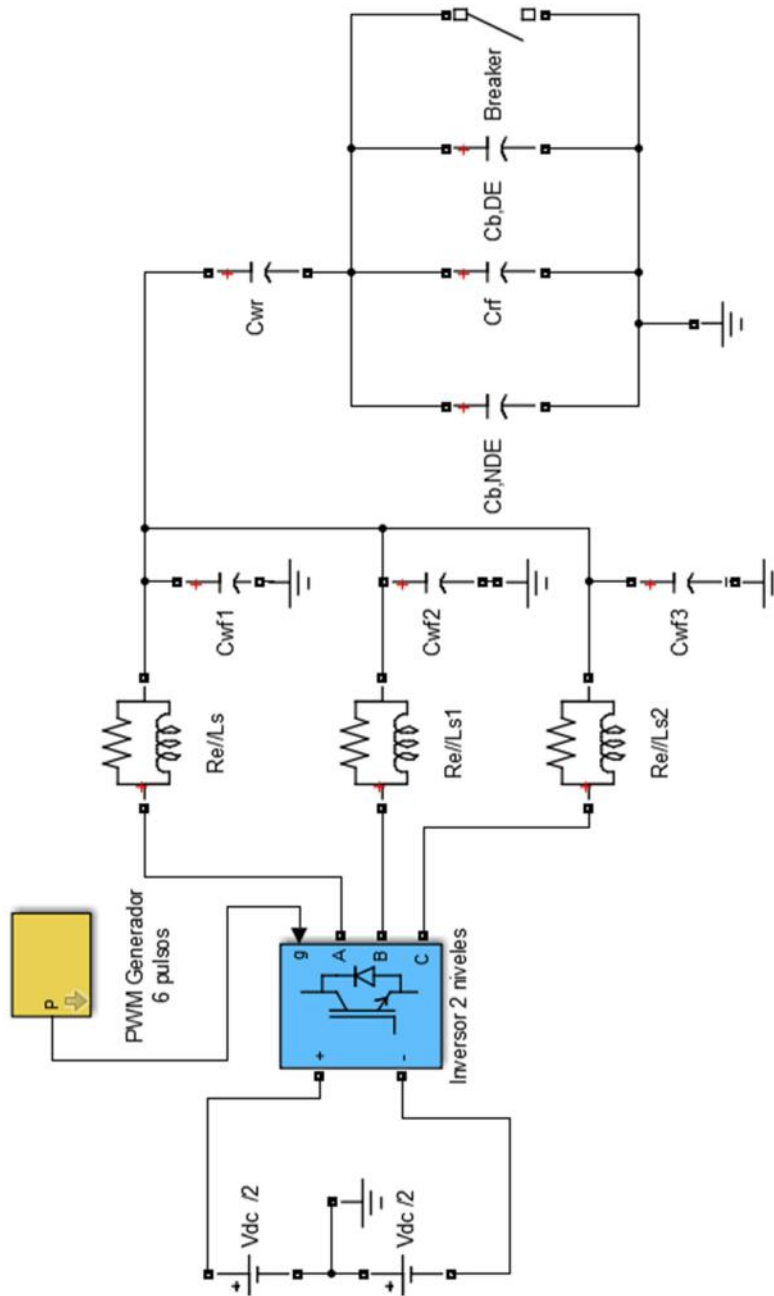 P
PWM Generador
6 pulsos
Vdc /2
Vdc /2
+
-
g
A
B
C
Inversor 2 niveles
Re//Ls
Re//Ls1
Re//Ls2
Cwf1
Cwf2
Cwf3
Cwr
Cb,NDE
Crf
Cb,DE
Breaker